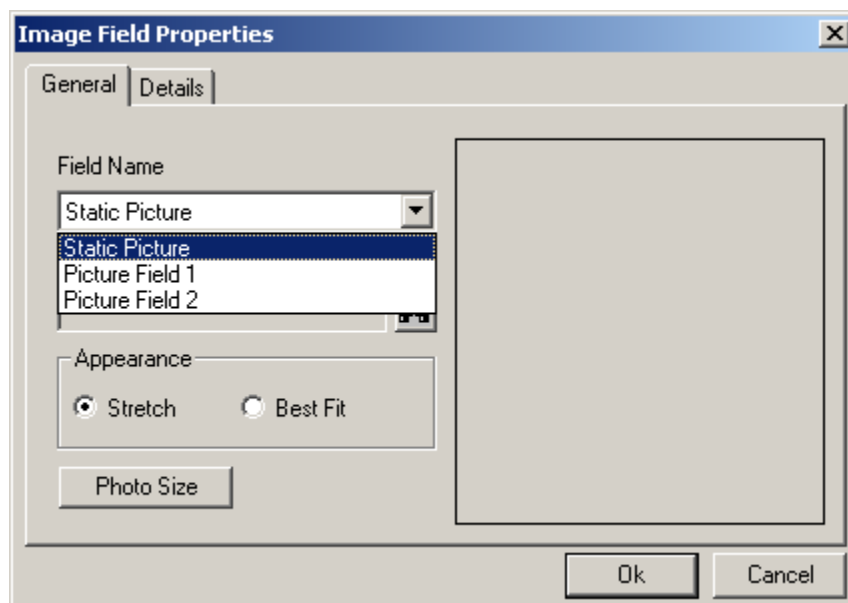 Image Field Properties
General Details
Field Name
Static Picture
Static Picture
Picture Field 1
Picture Field 2
Appearance
Stretch Best Fit
Photo Size
Ok Cancel